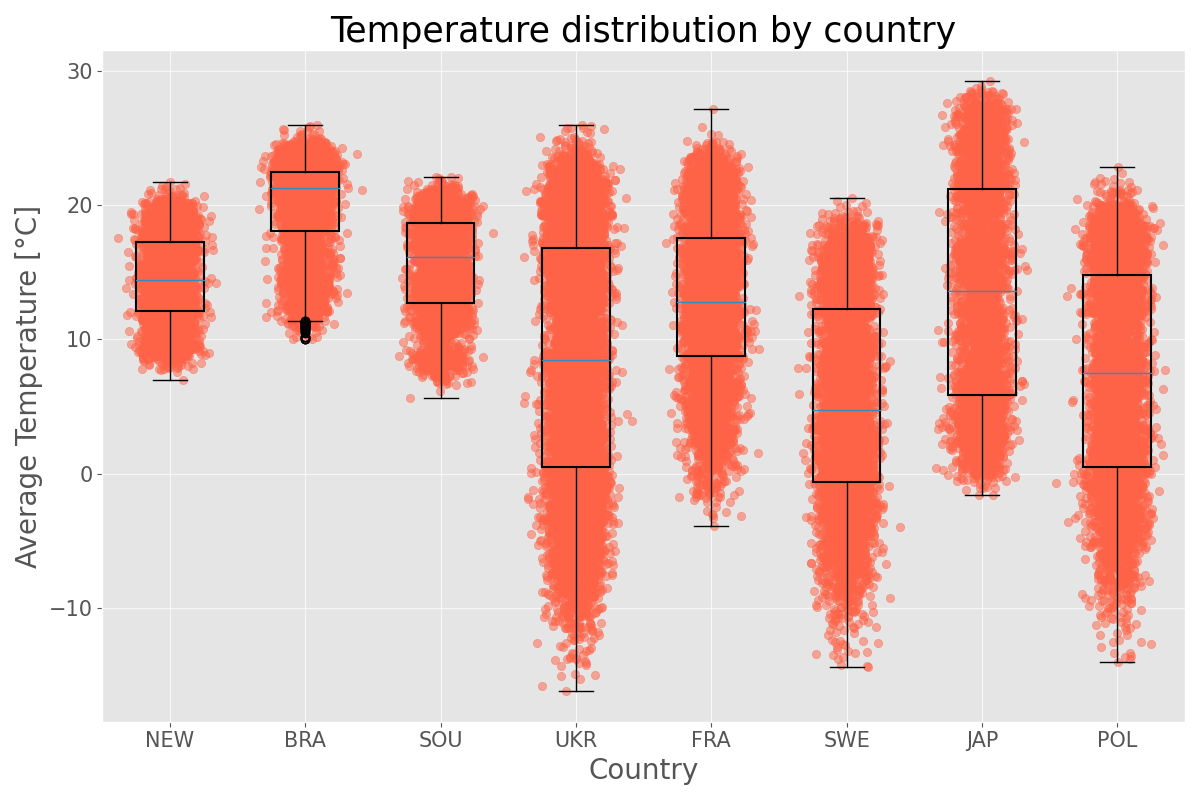 Temperature distribution by country
Average Temperature [°C]
30
20
10
0
−10
NEW BRA SOU UKR FRA SWE JAP POL
Country